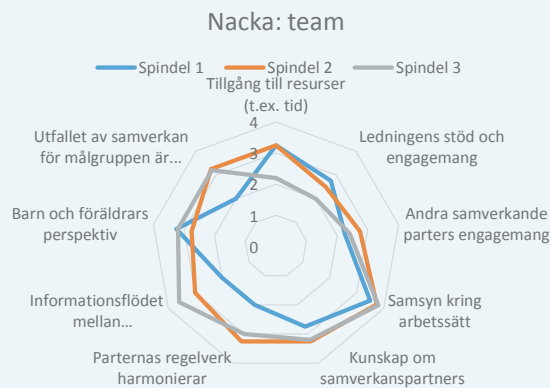 Nacka: team
Spindel 1
Spindel 2
Spindel 3
Tillgång till resurser
(t.ex. tid)
Ledningens stöd och
engagemang
Andra samverkande
parters engagemang
Samsyn kring
arbetssätt
Kunskap om
samverkanspartners
Parternas regelverk
harmonierar
Informationsflödet
mellan...
Barn och föräldrars
perspektiv
Utfallet av samverkan
för målgruppen är...
4
3
2
1
0